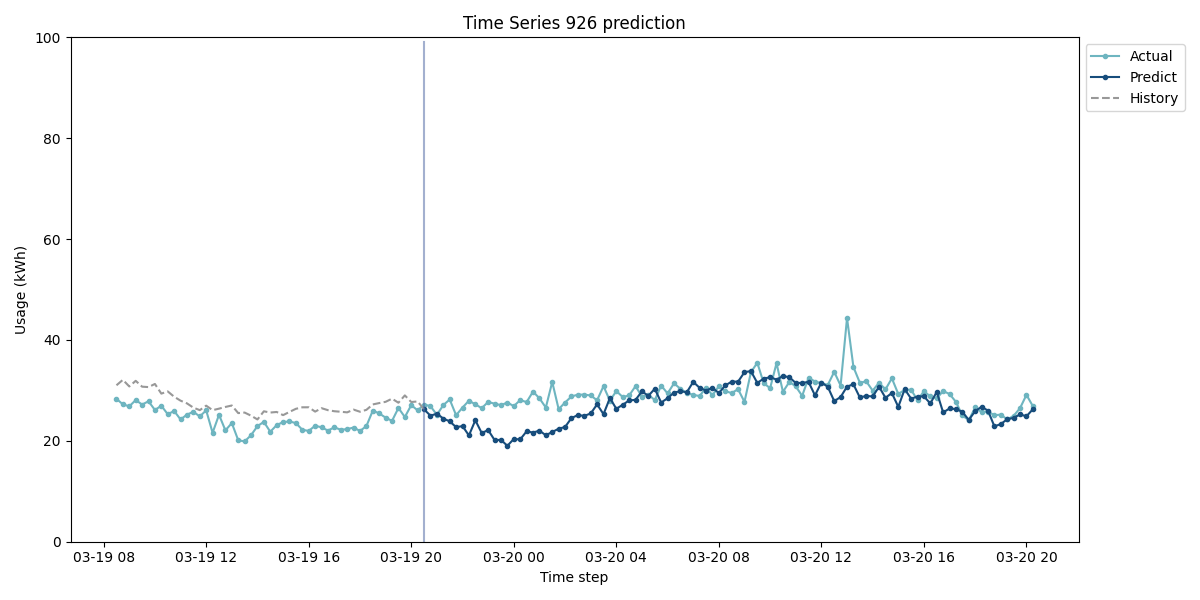 Time Series 926 prediction
100
80
60
40
20
0
Usage (kWh)
03-19 08
03-19 12
03-19 16
03-19 20
03-20 00
03-20 04
03-20 08
03-20 12
03-20 16
03-20 20
Time step
Actual
Predict
History